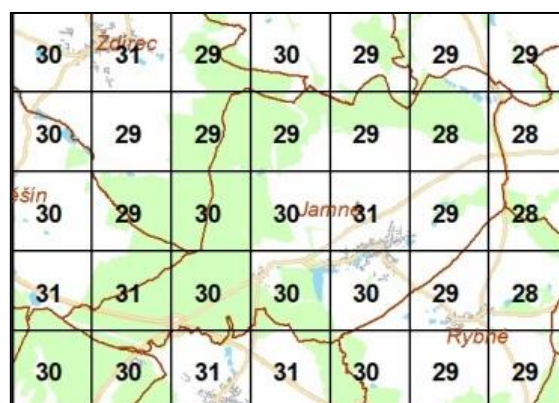 30 31 29 30 29 29 29
Ždírec
30 29 29 29 29 28 28
ěšín
30 29 30 30 31 29 28
Jamné
31 31 30 30 30 29 28
Rybné
30 30 31 31 30 29 29